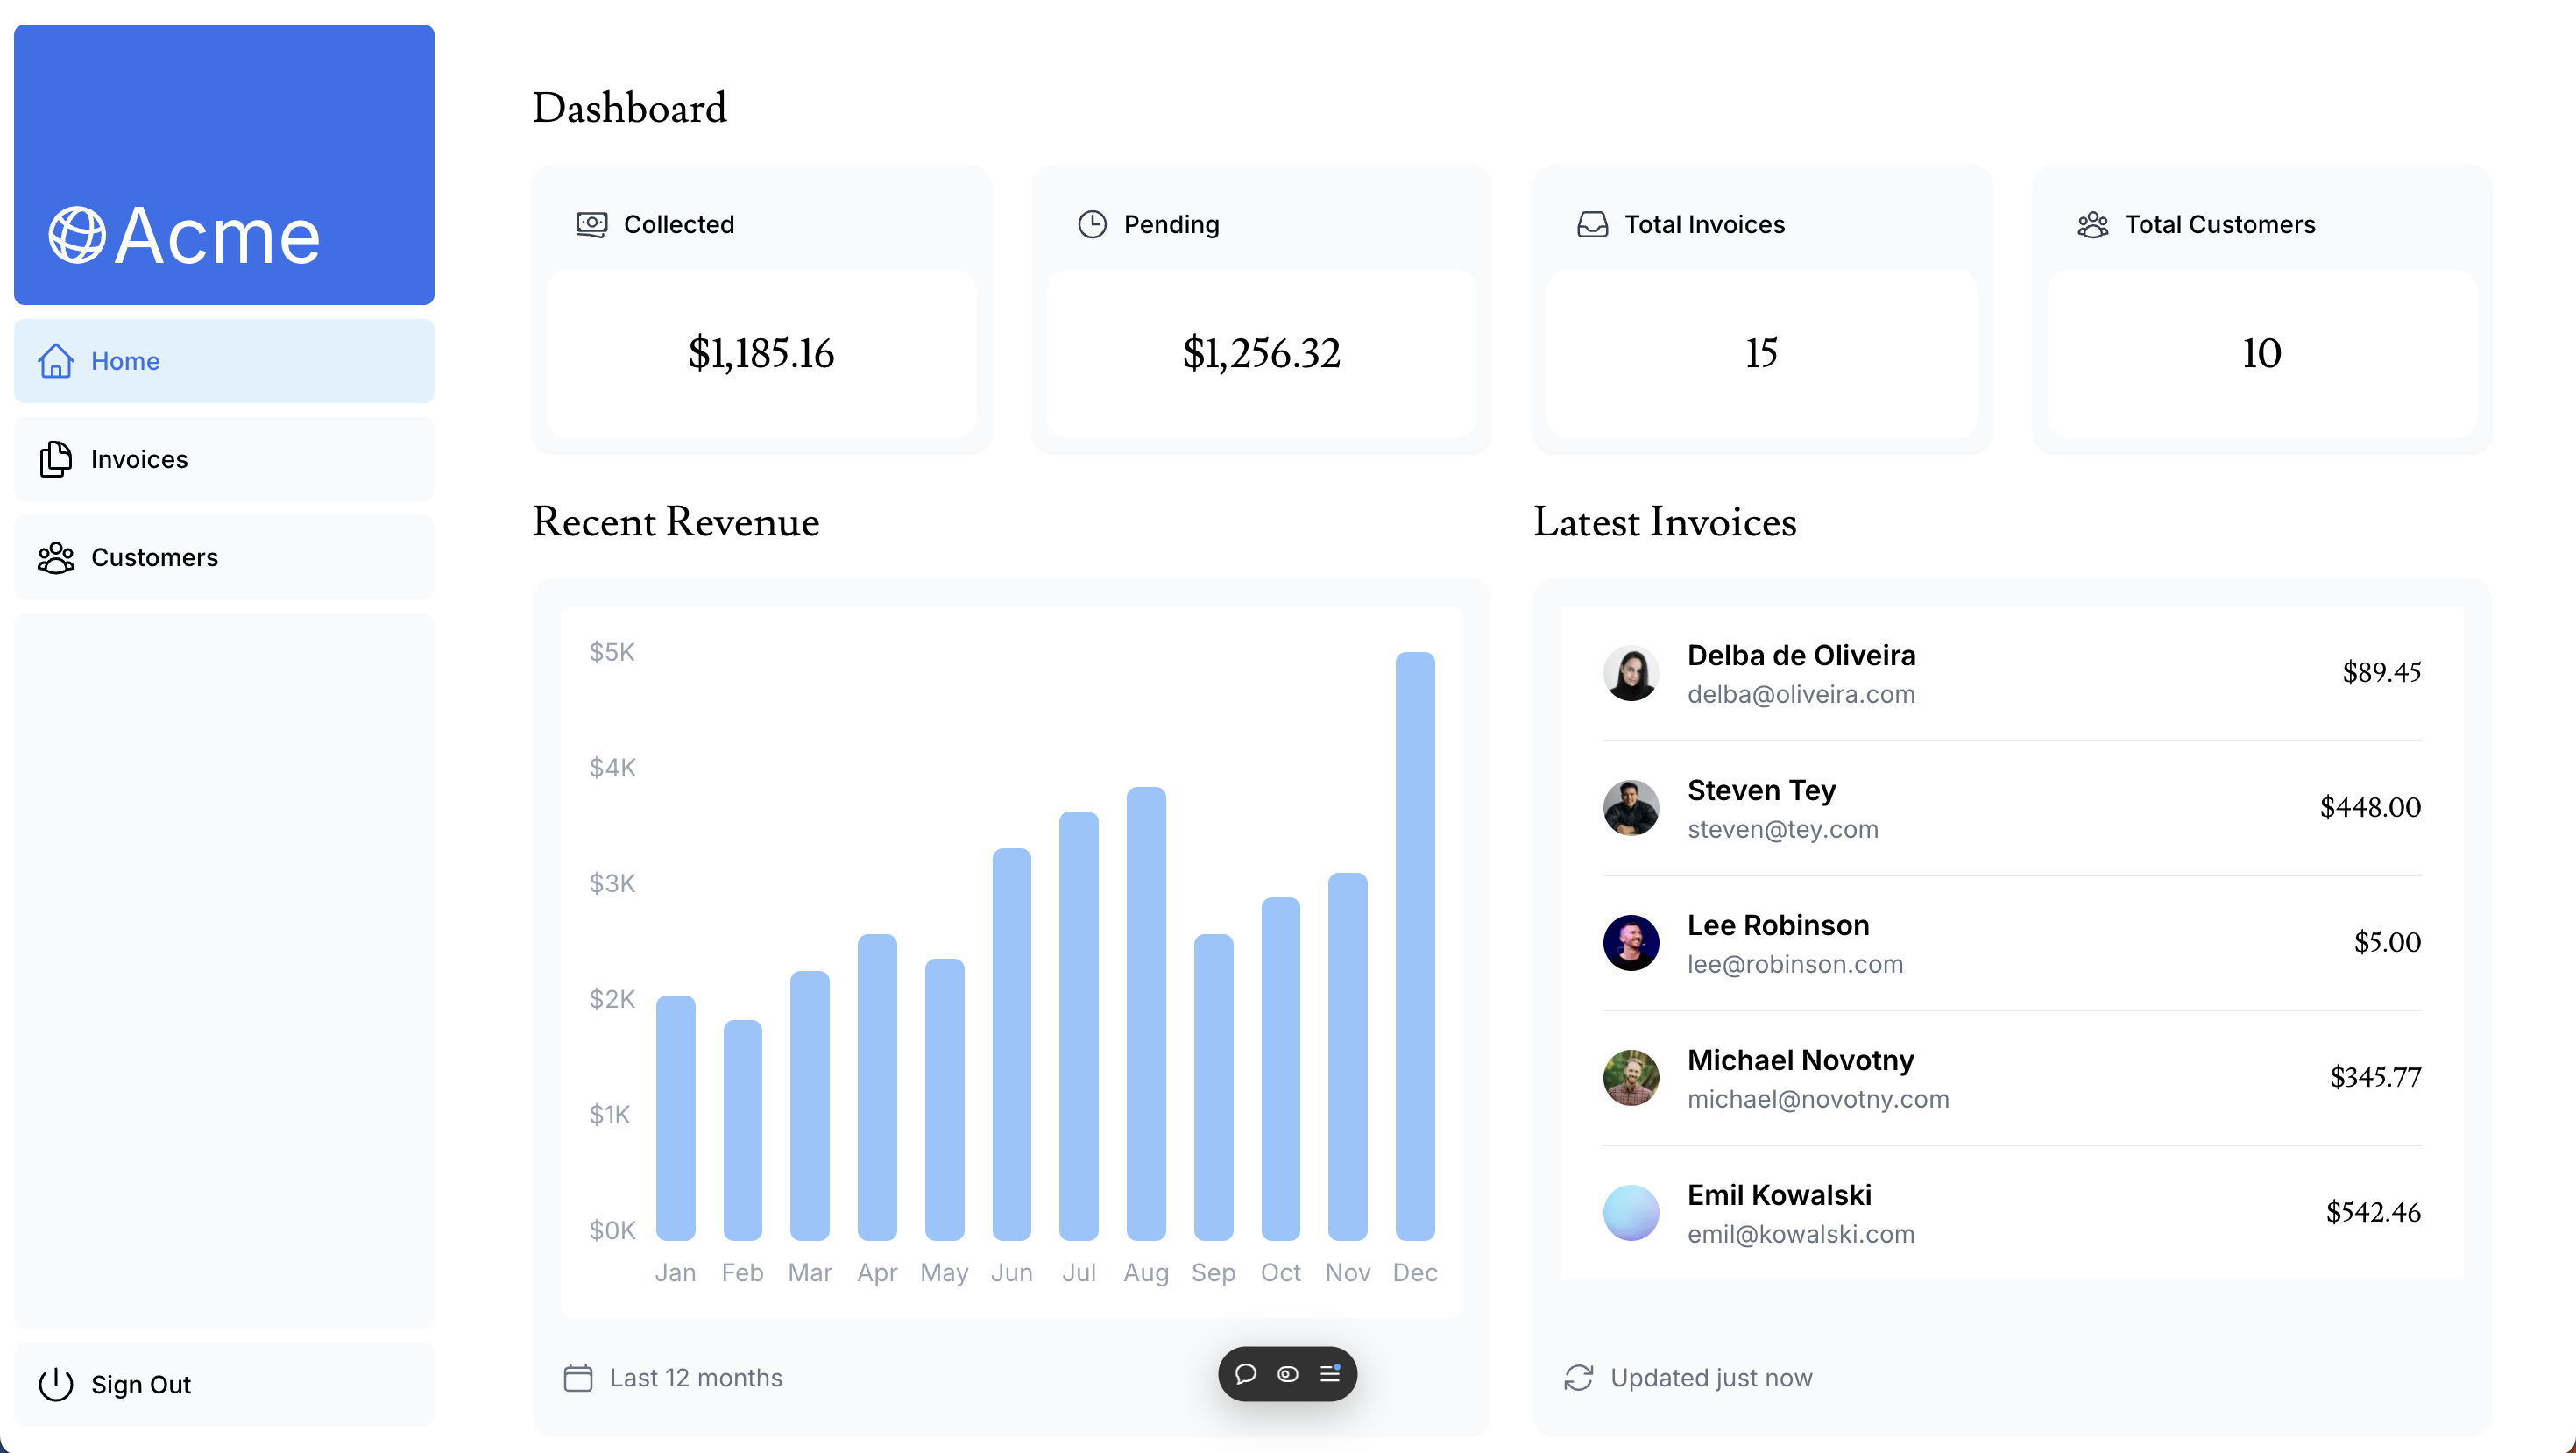 Acme
Home
Invoices
Customers
Sign Out
Dashboard
Collected
$1,185.16
Pending
$1,256.32
Total Invoices
15
Total Customers
10
Recent Revenue
$5K
$4K
$3K
$2K
$1K
$0K
Jan Feb Mar Apr May Jun Jul Aug Sep Oct Nov Dec
Last 12 months
Latest Invoices
Delba de Oliveira
delba@oliveira.com
$89.45
Steven Tey
steven@tey.com
$448.00
Lee Robinson
lee@robinson.com
$5.00
Michael Novotny
michael@novotny.com
$345.77
Emil Kowalski
emil@kowalski.com
$542.46
Updated just now